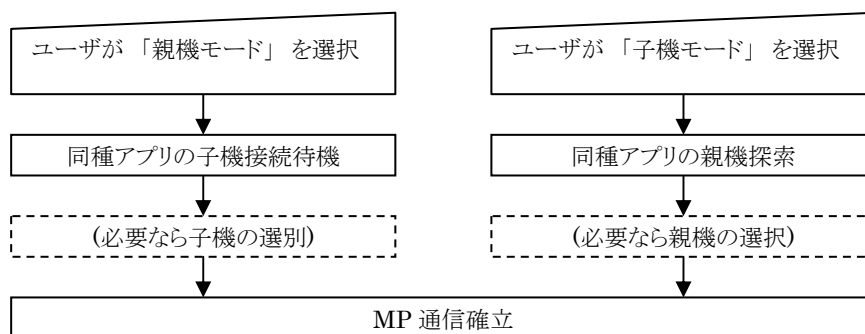 ユーザが 「親機モード」 を選択
ユーザが 「子機モード」 を選択
同種アプリの子機接続待機
同種アプリの親機探索
(必要なら子機の選別)
(必要なら親機の選択)
MP 通信確立